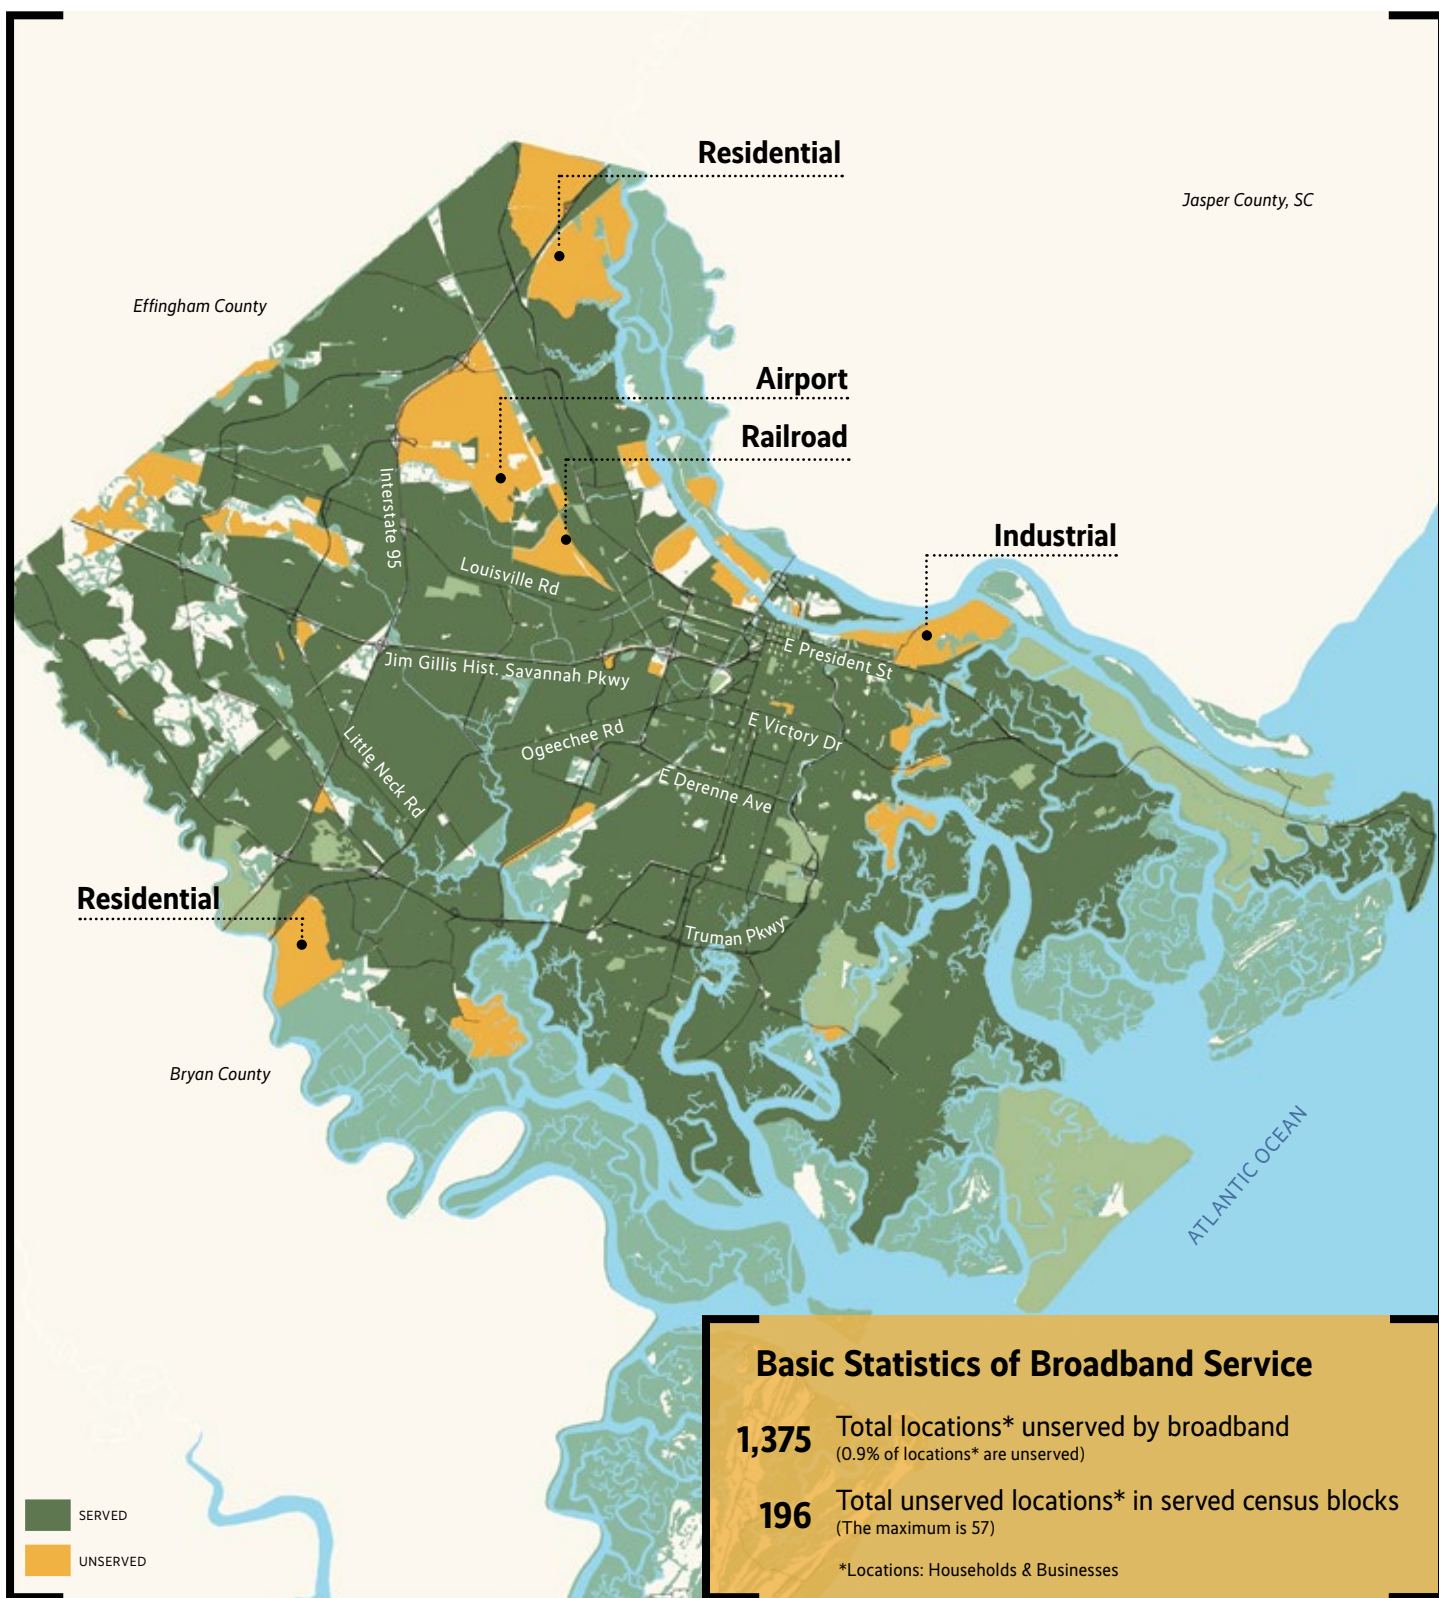 Residential
Jasper County, SC
Effingham County
Airport
Railroad
Interstate 95
Industrial
Louisville Rd
E President St
Jim Gillis Hist. Savannah Pkwy
E Victory Dr
Ogeechee Rd
Little Neck Rd
E Derenne Ave
Residential
Truman Pkwy
Bryan County
ATLANTIC OCEAN
Basic Statistics of Broadband Service
1,375 Total locations* unserved by broadband
(0.9% of locations* are unserved)
196 Total unserved locations* in served census blocks
(The maximum is 57)
*Locations: Households & Businesses
SERVED
UNSERVED